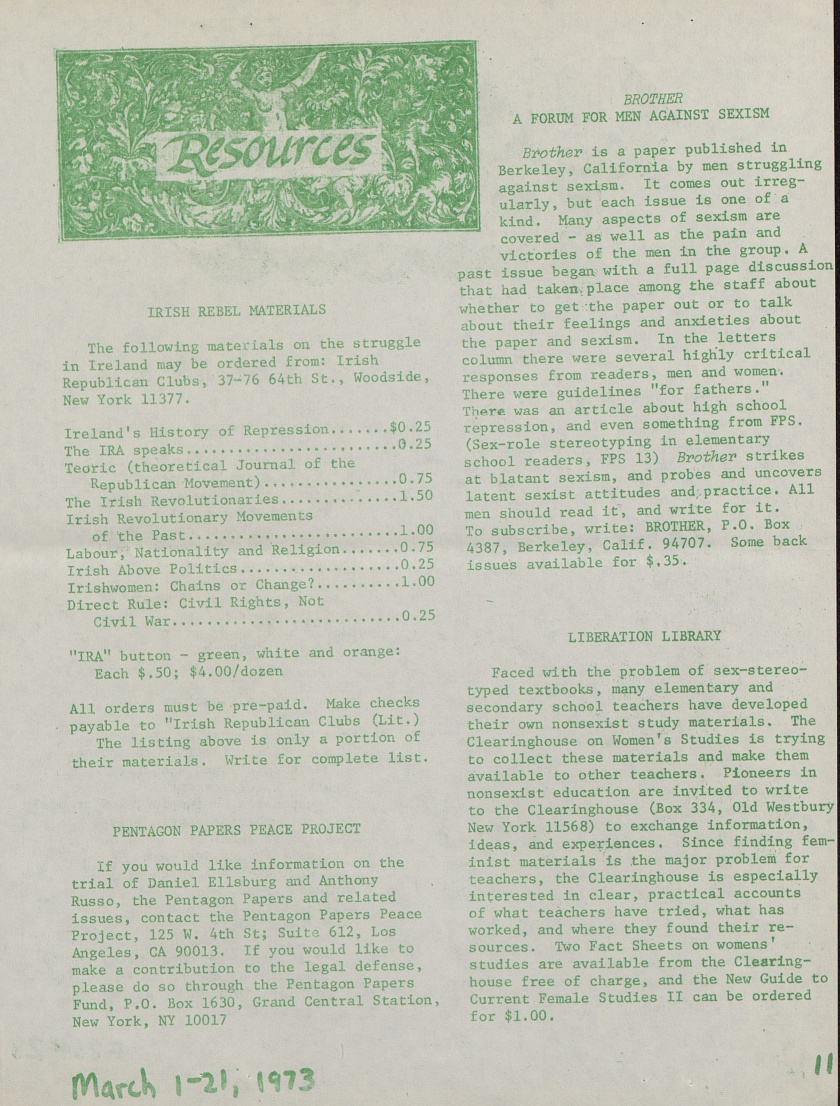 Resources
IRISH REBEL MATERIALS
The following materials on the struggle
in Ireland may be ordered from: Irish
Republican Clubs, 37-76 64th St., Woodside,
New York 11377.
Ireland's History of Repression.......$0.25
The IRA speaks........................0.25
Teoric (theoretical Journal of the
Republican Movement)...............0.75
The Irish Revolutionaries.............1.50
Irish Revolutionary Movements
of the Past........................1.00
Labour, Nationality and Religion......0.75
Irish Above Politics..................0.25
Irishwomen: Chains or Change?.........1.00
Direct Rule: Civil Rights, Not
Civil War..........................0.25
"IRA" button - green, white and orange:
Each $.50; $4.00/dozen
All orders must be pre-paid. Make checks
payable to "Irish Republican Clubs (Lit.)
The listing above is only a portion of
their materials. Write for complete list.
PENTAGON PAPERS PEACE PROJECT
If you would like information on the
trial of Daniel Ellsburg and Anthony
Russo, the Pentagon Papers and related
issues, contact the Pentagon Papers Peace
Project, 125 W. 4th St; Suite 612, Los
Angeles, CA 90013. If you would like to
make a contribution to the legal defense,
please do so through the Pentagon Papers
Fund, P.O. Box 1630, Grand Central Station,
New York, NY 10017
BROTHER
A FORUM FOR MEN AGAINST SEXISM
Brother is a paper published in
Berkeley, California by men struggling
against sexism. It comes out irreg-
ularly, but each issue is one of a
kind. Many aspects of sexism are
covered - as well as the pain and
victories of the men in the group. A
past issue began with a full page discussion
that had taken place among the staff about
whether to get the paper out or to talk
about their feelings and anxieties about
the paper and sexism. In the letters
column there were several highly critical
responses from readers, men and women.
There were guidelines "for fathers."
There was an article about high school
repression, and even something from FPS.
(Sex-role stereotyping in elementary
school readers, FPS 13) Brother strikes
at blatant sexism, and probes and uncovers
latent sexist attitudes and practice. All
men should read it, and write for it.
To subscribe, write: BROTHER, P.O. Box
4387, Berkeley, Calif. 94707. Some back
issues available for $.35.
LIBERATION LIBRARY
Faced with the problem of sex-stereo-
typed textbooks, many elementary and
secondary school teachers have developed
their own nonsexist study materials. The
Clearinghouse on Women's Studies is trying
to collect these materials and make them
available to other teachers. Pioneers in
nonsexist education are invited to write
to the Clearinghouse (Box 334, Old Westbury
New York 11568) to exchange information,
ideas, and experiences. Since finding fem-
inist materials is the major problem for
teachers, the Clearinghouse is especially
interested in clear, practical accounts
of what teachers have tried, what has
worked, and where they found their re-
sources. Two Fact Sheets on womens'
studies are available from the Clearing-
house free of charge, and the New Guide to
Current Female Studies II can be ordered
for $1.00.
March 1-21, 1973
11